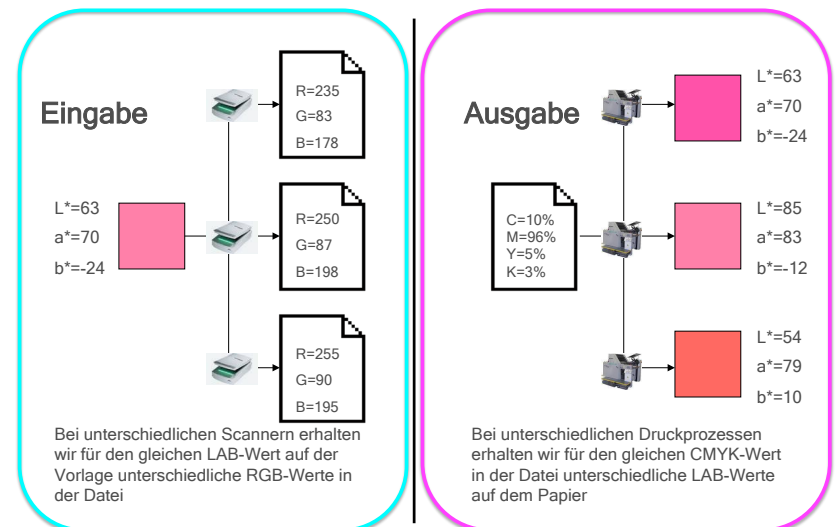 Eingabe
L*=63
a*=70
b*=-24
R=235
G=83
B=178
R=250
G=87
B=198
R=255
G=90
B=195
Bei unterschiedlichen Scannern erhalten
wir für den gleichen LAB-Wert auf der
Vorlage unterschiedliche RGB-Werte in
der Datei
Ausgabe
C=10%
M=96%
Y=5%
K=3%
L*=63
a*=70
b*=-24
L*=85
a*=83
b*=-12
L*=54
a*=79
b*=10
Bei unterschiedlichen Druckprozessen
erhalten wir für den gleichen CMYK-Wert
in der Datei unterschiedliche LAB-Werte
auf dem Papier